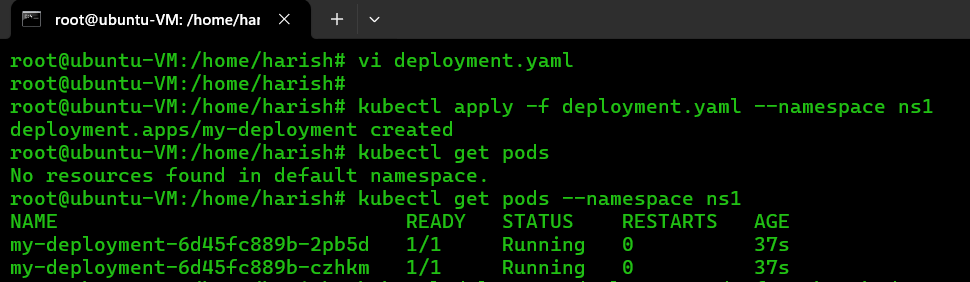 root@ubuntu-VM: /home/har
root@ubuntu-VM:/home/harish# vi deployment.yaml
root@ubuntu-VM:/home/harish#
root@ubuntu-VM:/home/harish# kubectl apply -f deployment.yaml --namespace ns1
deployment.apps/my-deployment created
root@ubuntu-VM:/home/harish# kubectl get pods
No resources found in default namespace.
root@ubuntu-VM:/home/harish# kubectl get pods --namespace ns1
NAME READY STATUS RESTARTS AGE
my-deployment-6d45fc889b-2pb5d 1/1 Running 0 37s
my-deployment-6d45fc889b-czhkm 1/1 Running 0 37s